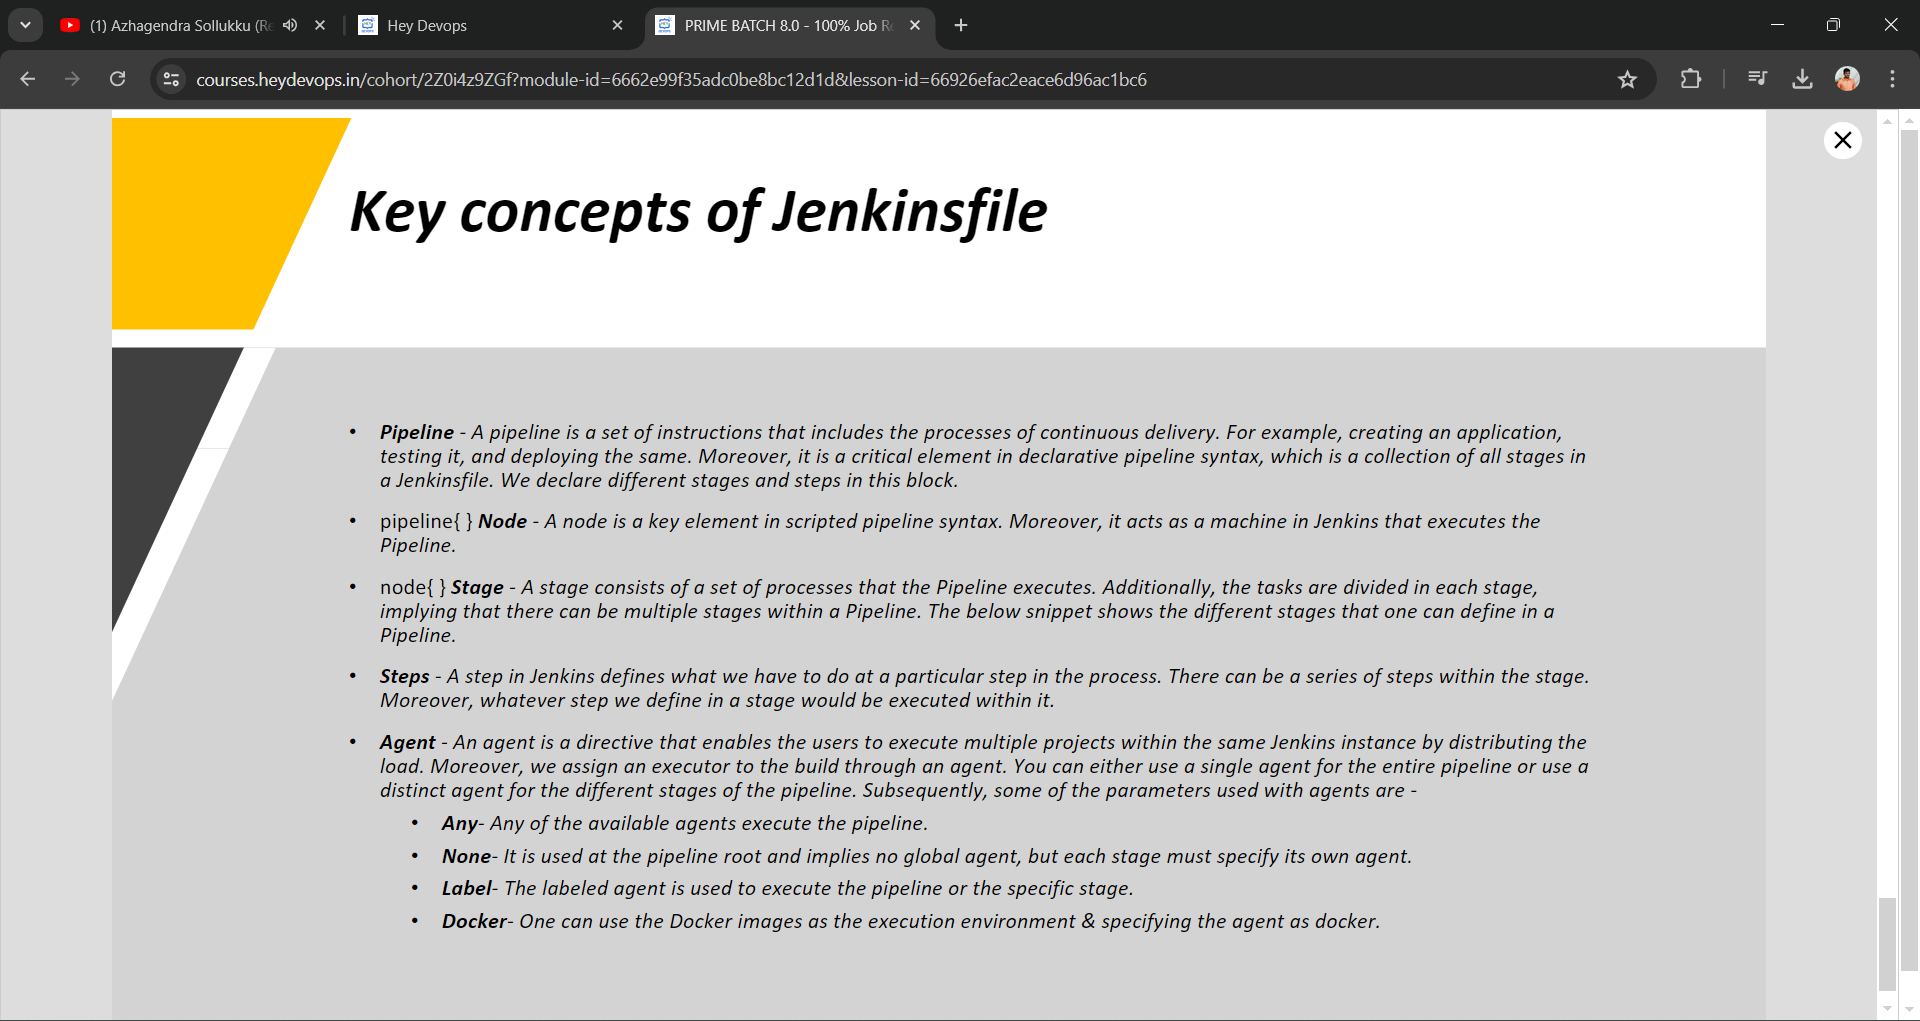 (1) Azhagendra Sollukku (Re
Hey Devops
PRIME BATCH 8.0 - 100% Job Re
courses.heydevops.in/cohort/2Z0i4z9ZGf?module-id=6662e99f35adc0be8bc12d1d&lesson-id=66926efac2eace6d96ac1bc6
Key concepts of Jenkinsfile
• Pipeline - A pipeline is a set of instructions that includes the processes of continuous delivery. For example, creating an application,
testing it, and deploying the same. Moreover, it is a critical element in declarative pipeline syntax, which is a collection of all stages in
a Jenkinsfile. We declare different stages and steps in this block.
• pipeline{ } Node - A node is a key element in scripted pipeline syntax. Moreover, it acts as a machine in Jenkins that executes the
Pipeline.
• node{ } Stage - A stage consists of a set of processes that the Pipeline executes. Additionally, the tasks are divided in each stage,
implying that there can be multiple stages within a Pipeline. The below snippet shows the different stages that one can define in a
Pipeline.
• Steps - A step in Jenkins defines what we have to do at a particular step in the process. There can be a series of steps within the stage.
Moreover, whatever step we define in a stage would be executed within it.
• Agent - An agent is a directive that enables the users to execute multiple projects within the same Jenkins instance by distributing the
load. Moreover, we assign an executor to the build through an agent. You can either use a single agent for the entire pipeline or use a
distinct agent for the different stages of the pipeline. Subsequently, some of the parameters used with agents are -
• Any- Any of the available agents execute the pipeline.
• None- It is used at the pipeline root and implies no global agent, but each stage must specify its own agent.
• Label- The labeled agent is used to execute the pipeline or the specific stage.
• Docker- One can use the Docker images as the execution environment & specifying the agent as docker.